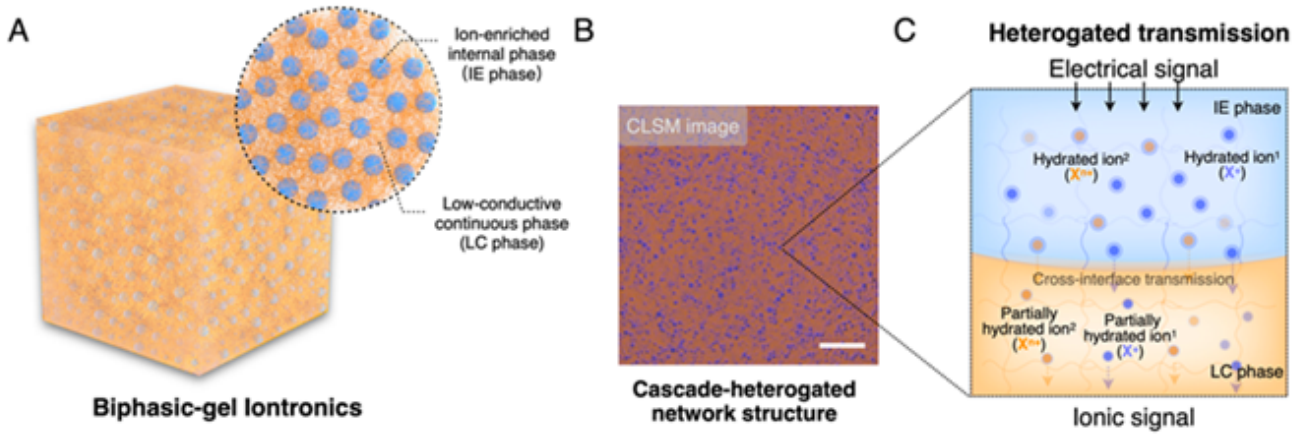 A
Ion-enriched
internal phase
(IE phase)
Low-conductive
continuous phase
(LC phase)
Biphasic-gel Iontronics
B
CLSM image
Cascade-heterogated
network structure
C
Heterogated transmission
Electrical signal
IE phase
Hydrated ion²
(Xⁿ⁺)
Hydrated ion¹
(X⁺)
Cross-interface transmission
Partially
hydrated ion²
(Xⁿ⁺)
Partially
hydrated ion¹
(X⁺)
LC phase
Ionic signal